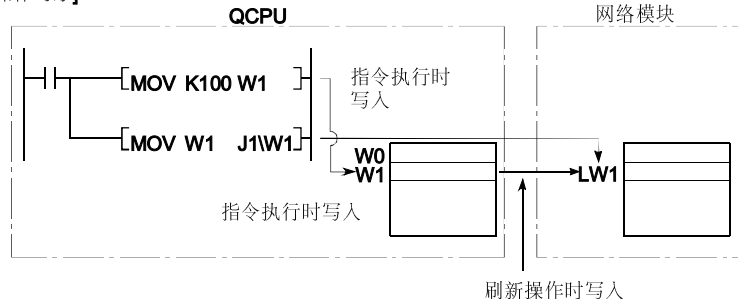 QCPU
网络模块
MOV K100 W1
指令执行时
写入
MOV W1 J1\W1
W0
W1
LW1
指令执行时写入
刷新操作时写入